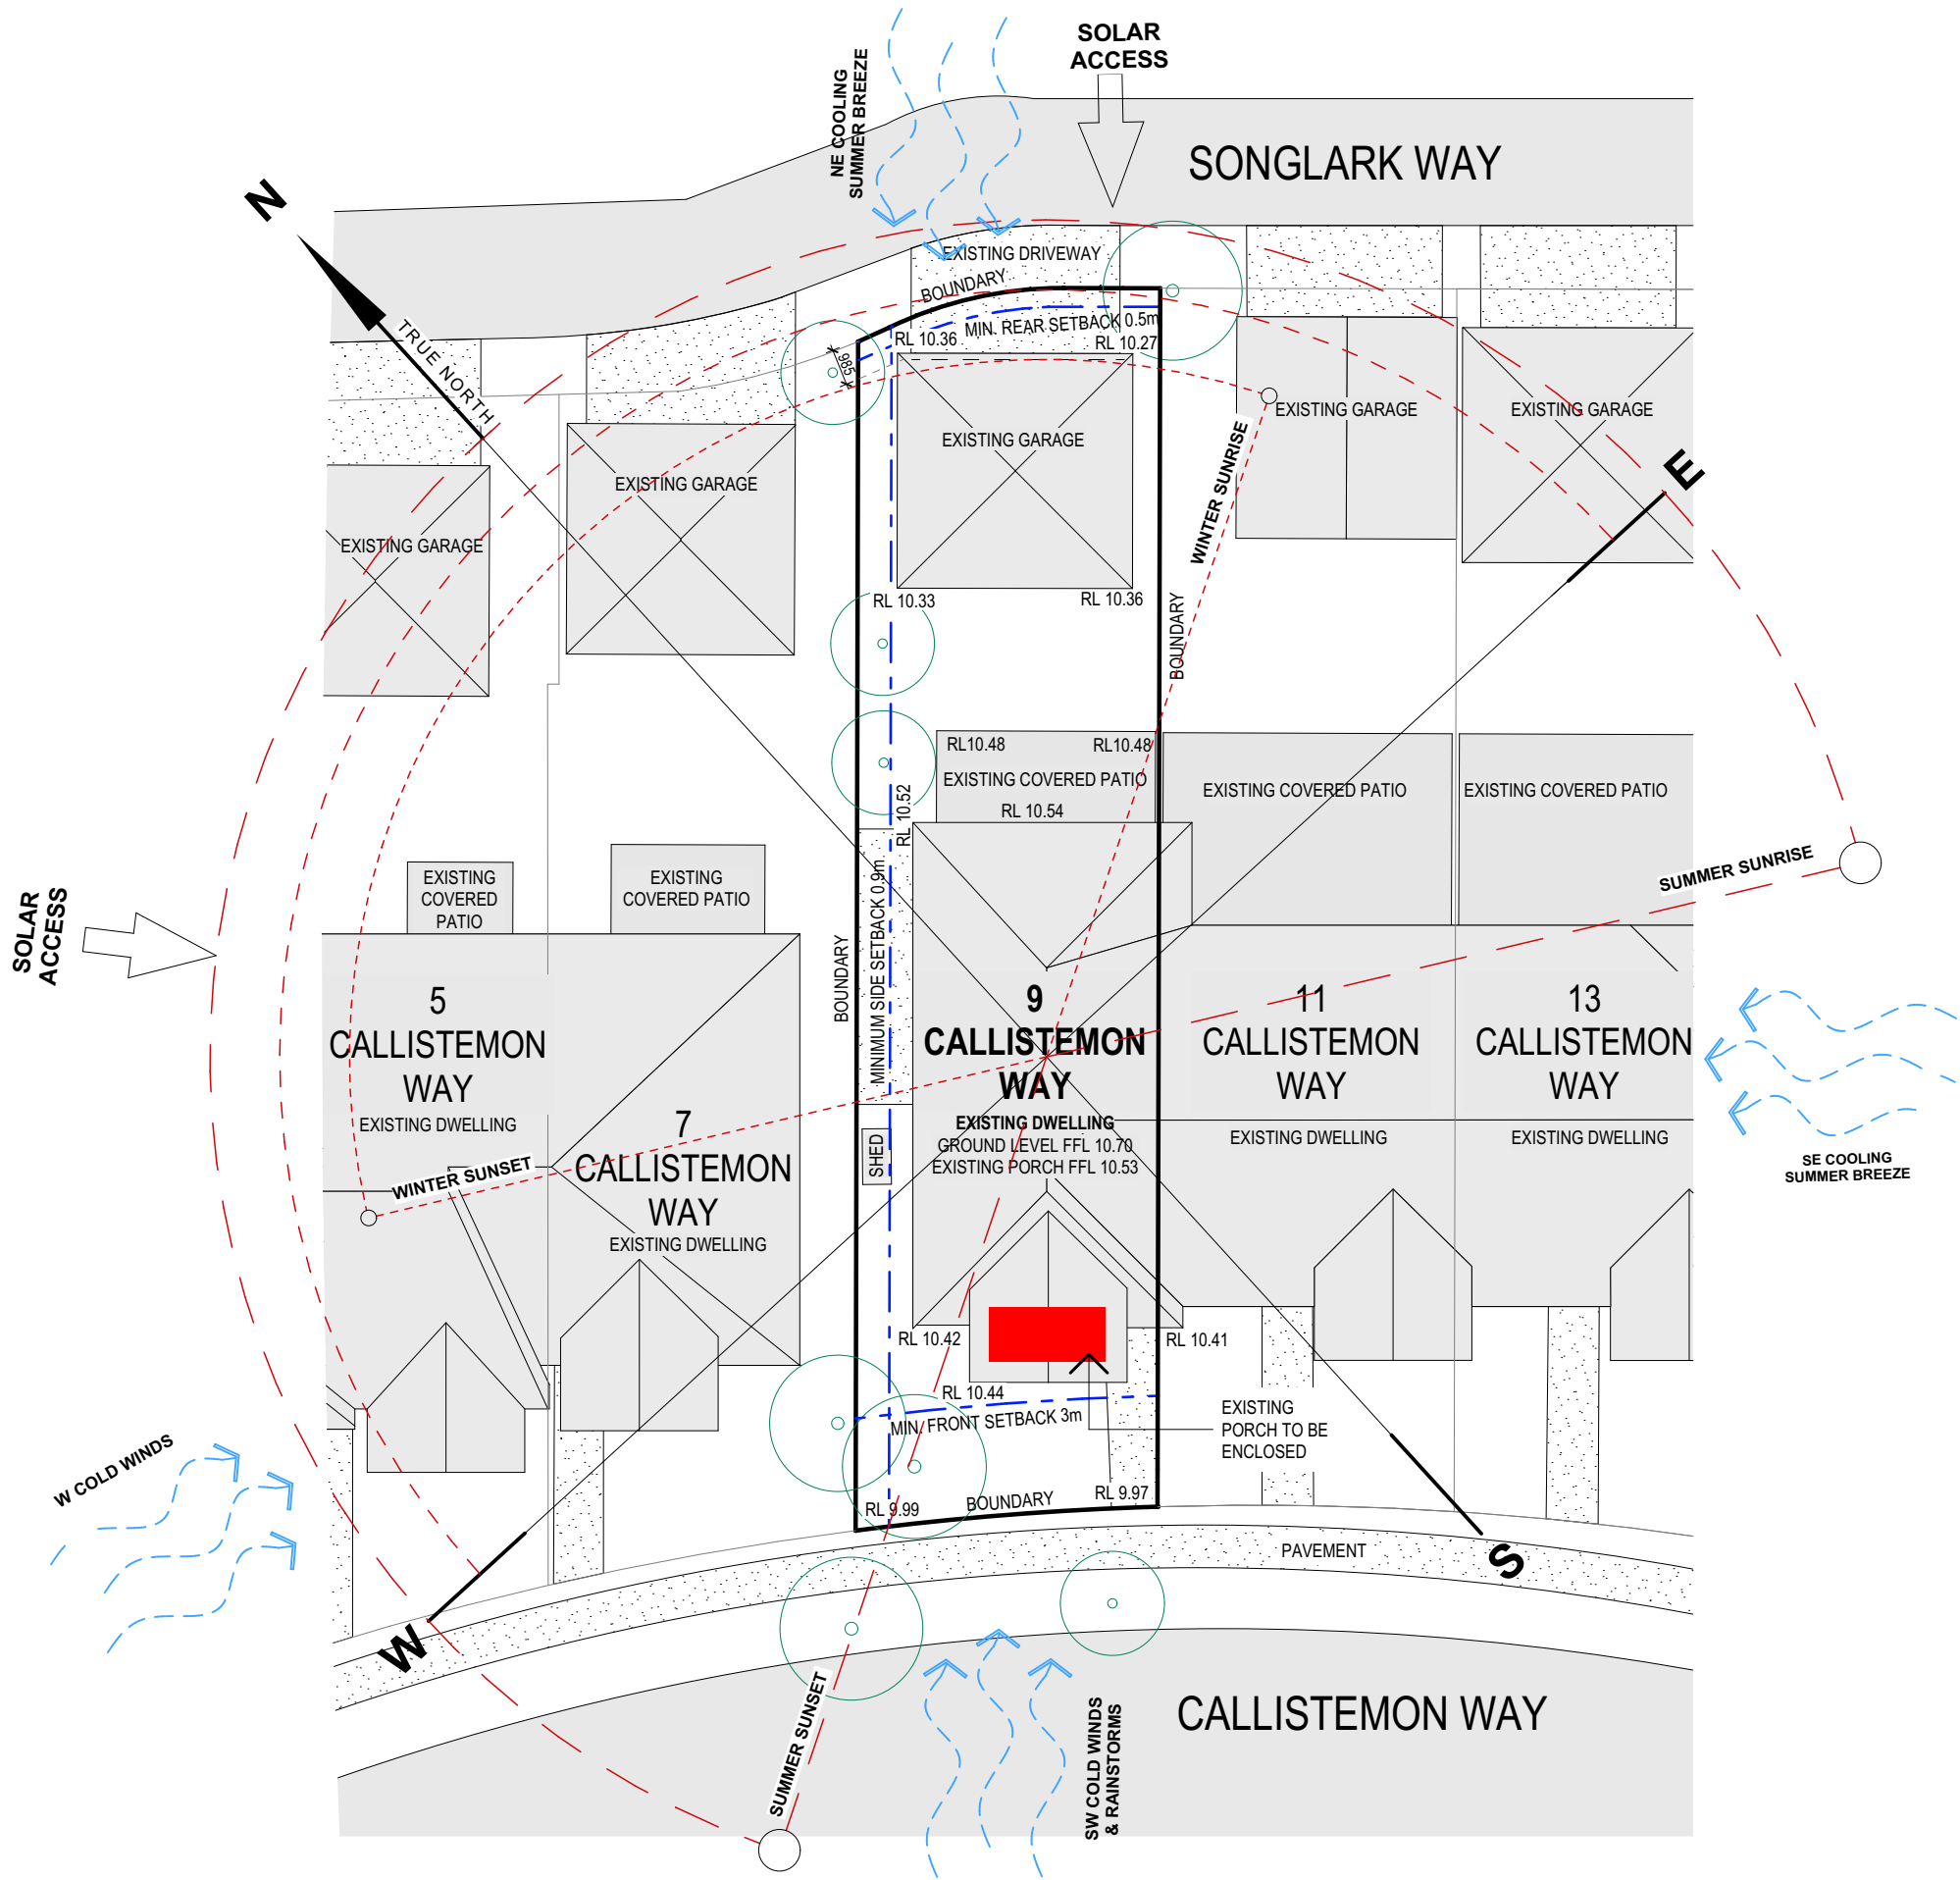 SOLAR
ACCESS
NE COOLING
SUMMER BREEZE
SONGLARK WAY
N
TRUE NORTH
EXISTING DRIVEWAY
BOUNDARY
MIN. REAR SETBACK 0.5m
RL 10.36
RL 10.27
985
EXISTING GARAGE
EXISTING GARAGE
EXISTING GARAGE
EXISTING GARAGE
EXISTING GARAGE
WINTER SUNRISE
E
RL 10.33
RL 10.36
BOUNDARY
RL10.48
RL10.48
EXISTING COVERED PATIO
RL 10.54
RL 10.52
EXISTING COVERED PATIO
EXISTING COVERED PATIO
EXISTING
COVERED
PATIO
EXISTING
COVERED PATIO
SUMMER SUNRISE
SOLAR
ACCESS
BOUNDARY
MINIMUM SIDE SETBACK 0.9m
5
CALLISTEMON
WAY
EXISTING DWELLING
7
CALLISTEMON
WAY
EXISTING DWELLING
9
CALLISTEMON
WAY
EXISTING DWELLING
GROUND LEVEL FFL 10.70
EXISTING PORCH FFL 10.53
11
CALLISTEMON
WAY
EXISTING DWELLING
13
CALLISTEMON
WAY
EXISTING DWELLING
SHED
WINTER SUNSET
SE COOLING
SUMMER BREEZE
RL 10.42
RL 10.41
RL 10.44
MIN. FRONT SETBACK 3m
EXISTING
PORCH TO BE
ENCLOSED
W COLD WINDS
RL 9.99
BOUNDARY
RL 9.97
PAVEMENT
S
W
SUMMER SUNSET
SW COLD WINDS
& RAINSTORMS
CALLISTEMON WAY